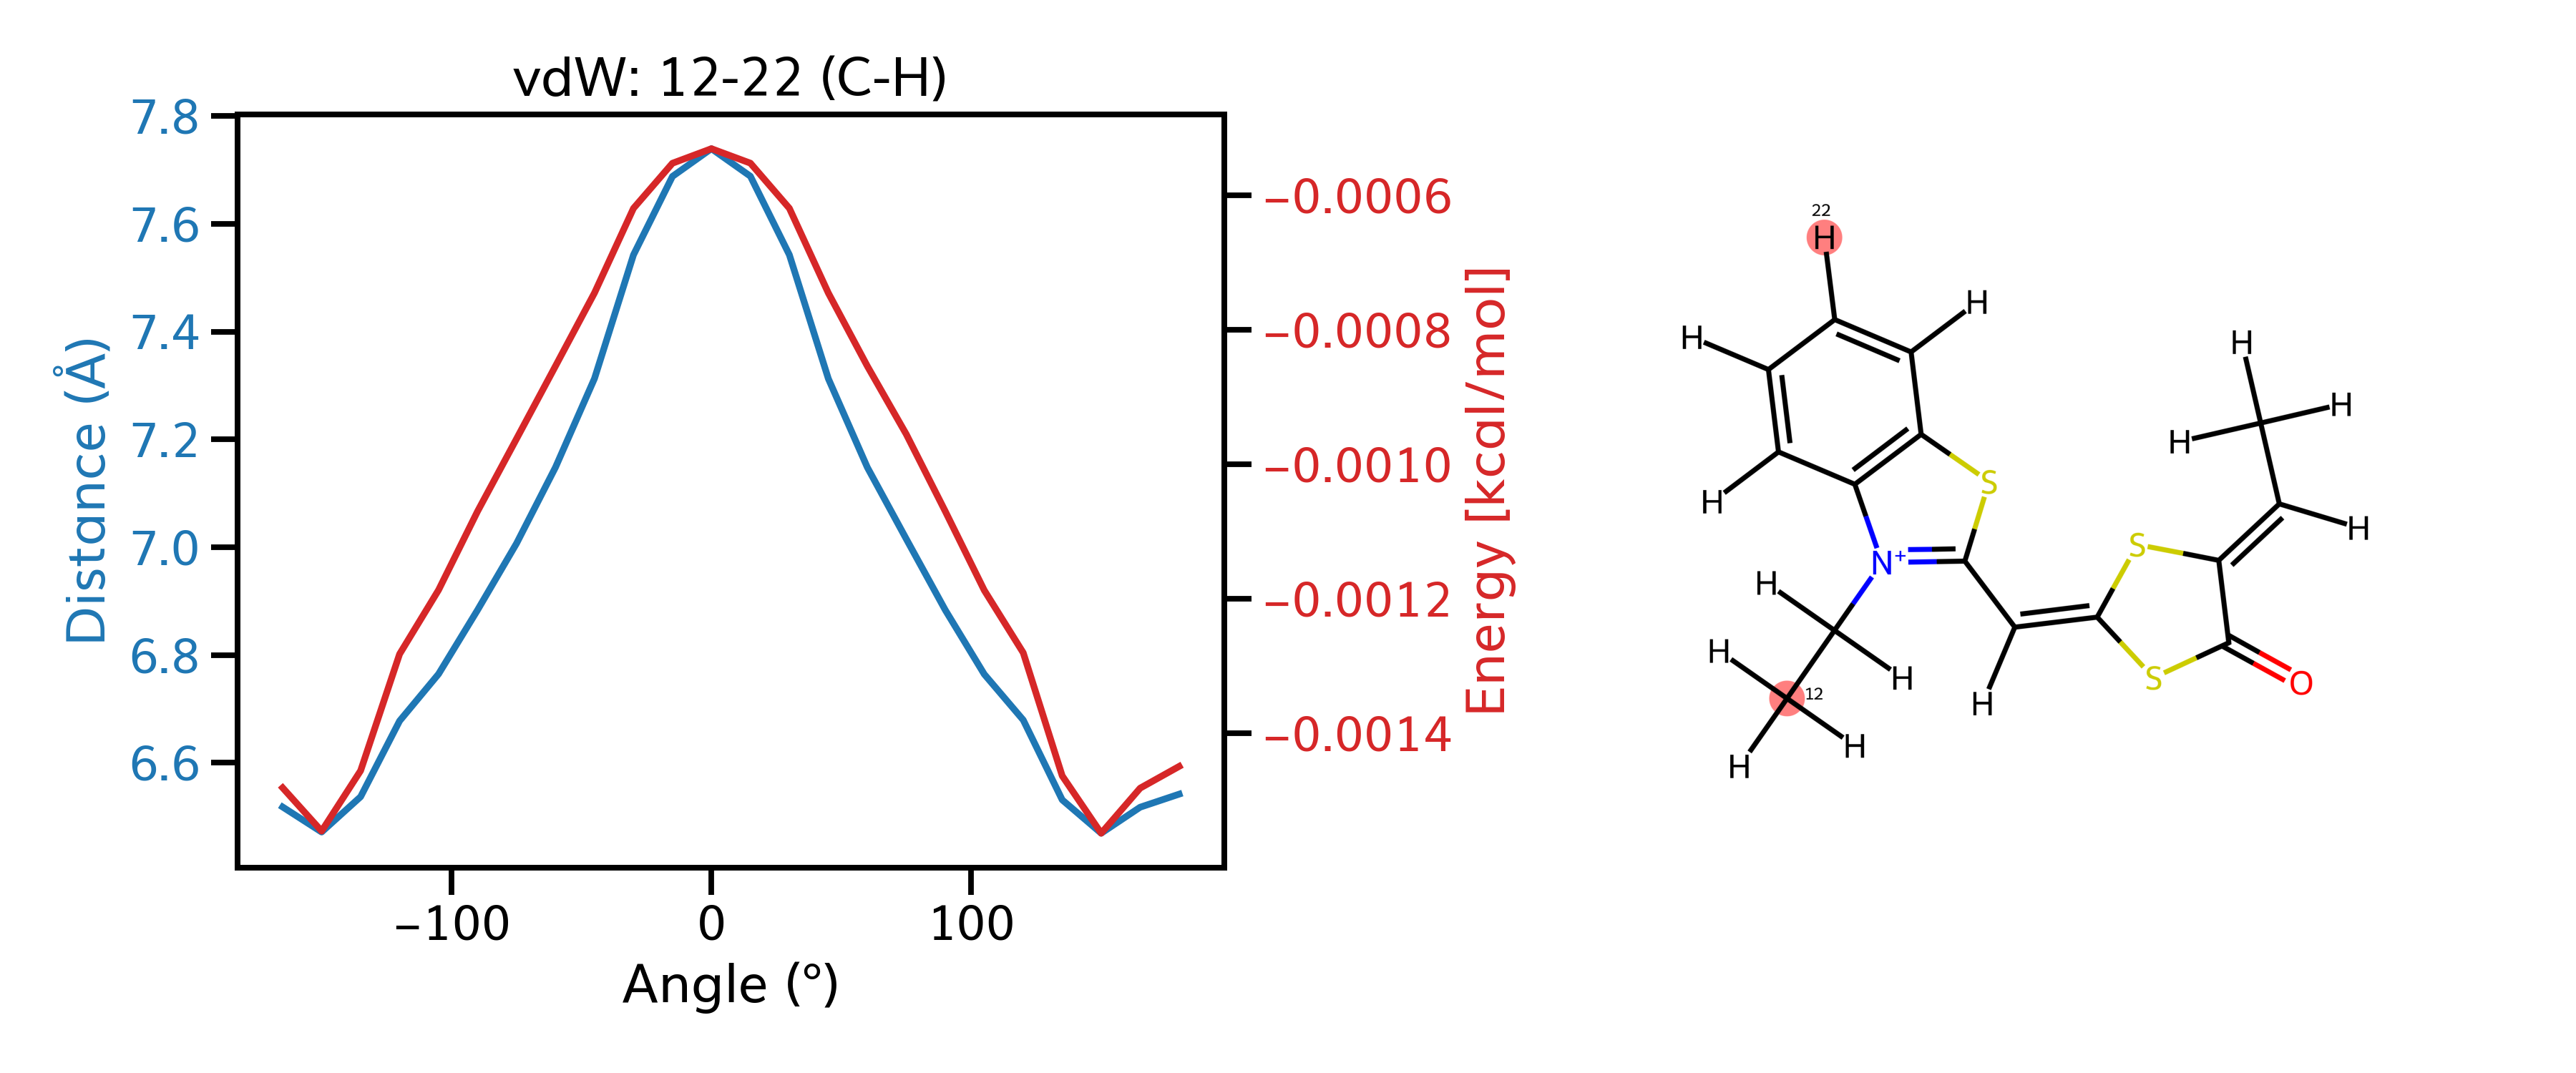 vdW: 12-22 (C-H)
7.8
7.6
7.4
7.2
7.0
6.8
6.6
Distance (Å)
−100
0
100
Angle (°)
−0.0006
−0.0008
−0.0010
−0.0012
−0.0014
Energy [kcal/mol]
22
H
H
H
H
H
H
H
S
H
S
N+
H
H
H
S
O
12
H
H
H